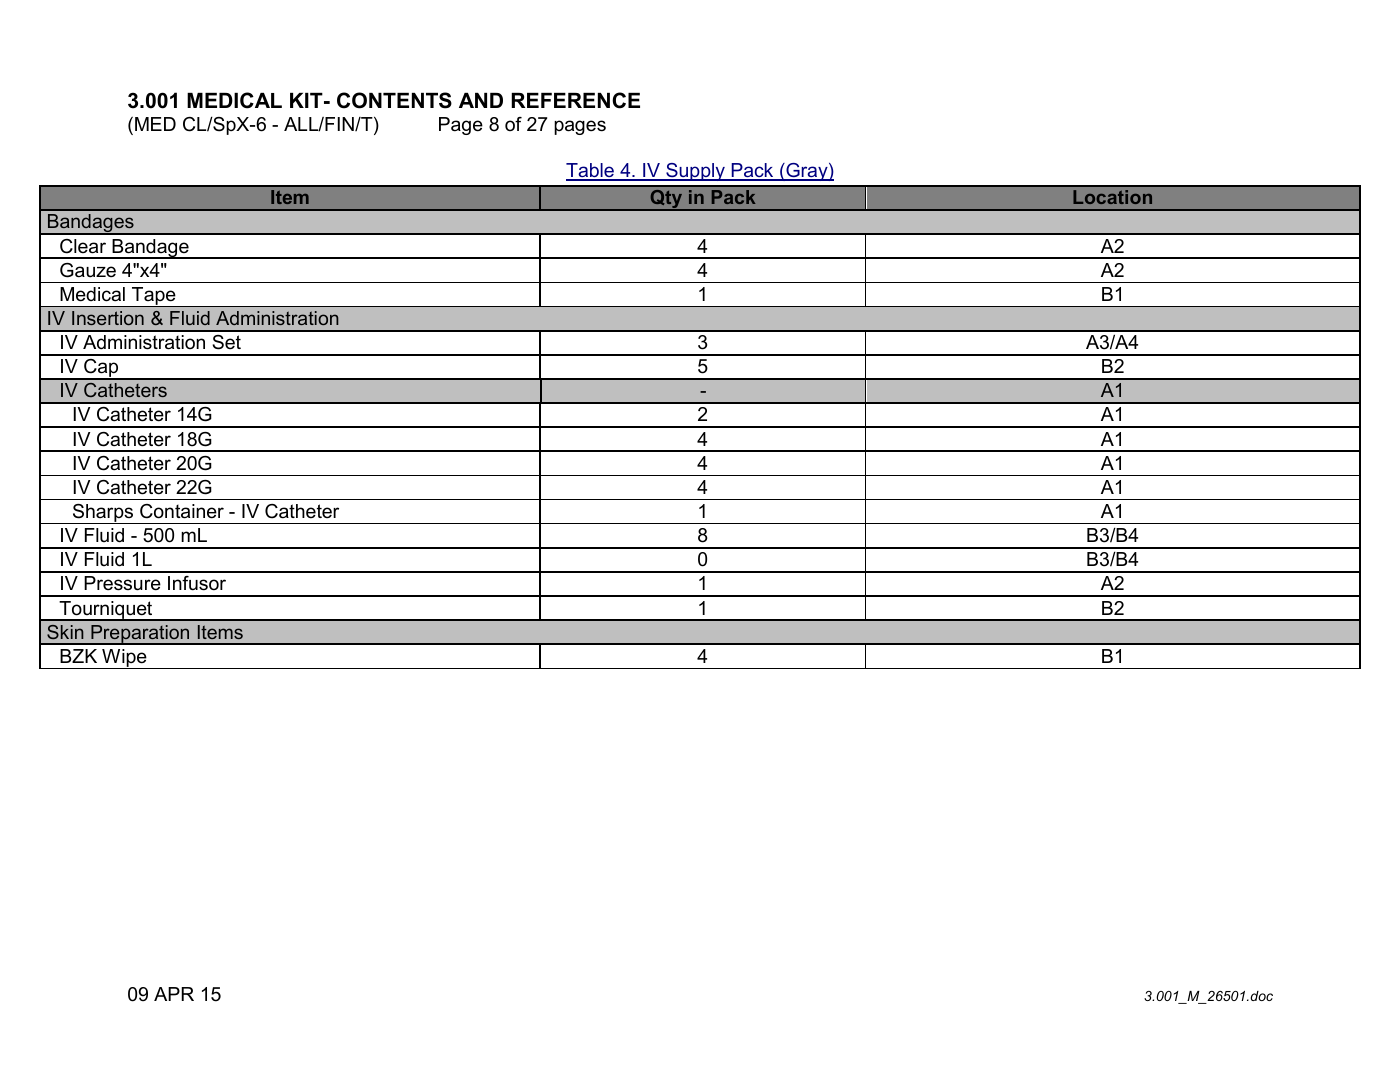 3.001 MEDICAL KIT- CONTENTS AND REFERENCE
(MED CL/SpX-6 - ALL/FIN/T) Page 8 of 27 pages
Table 4. IV Supply Pack (Gray)
Item Qty in Pack Location
Bandages
Clear Bandage 4 A2
Gauze 4"x4" 4 A2
Medical Tape 1 B1
IV Insertion & Fluid Administration
IV Administration Set 3 A3/A4
IV Cap 5 B2
IV Catheters - A1
IV Catheter 14G 2 A1
IV Catheter 18G 4 A1
IV Catheter 20G 4 A1
IV Catheter 22G 4 A1
Sharps Container - IV Catheter 1 A1
IV Fluid - 500 mL 8 B3/B4
IV Fluid 1L 0 B3/B4
IV Pressure Infusor 1 A2
Tourniquet 1 B2
Skin Preparation Items
BZK Wipe 4 B1
09 APR 15 3.001_M_26501.doc